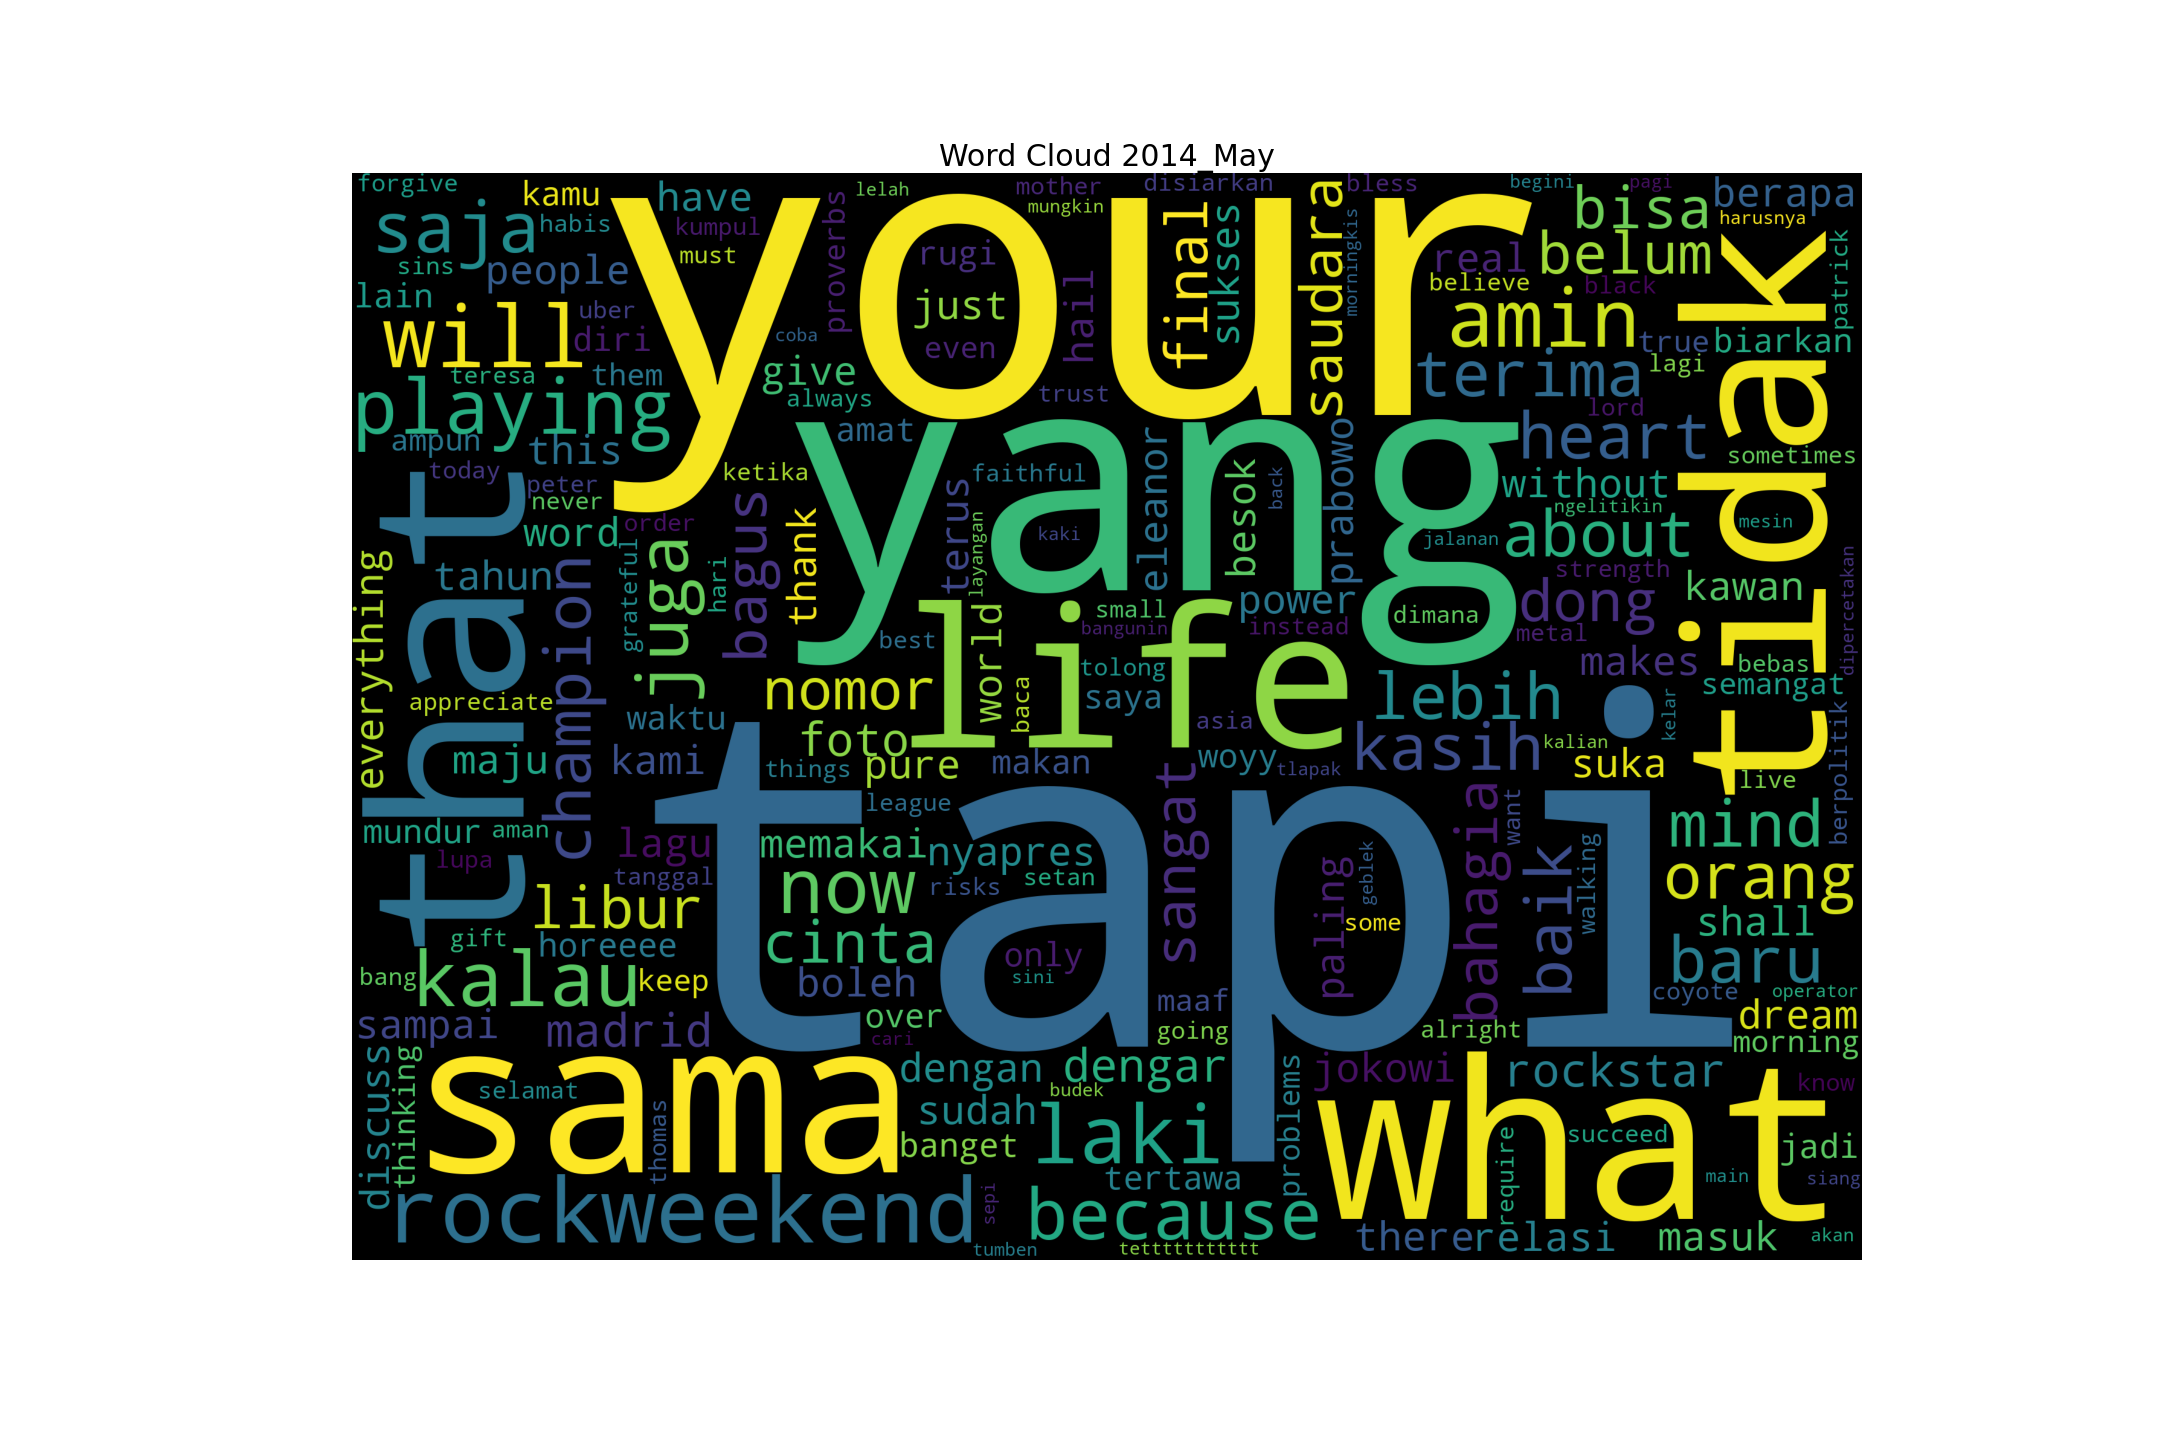 Word Cloud 2014_May
forgive
kamu
have
lelah
mother
disiarkan
bless
begini
pagi
berapa
saja
habis
kumpul
proverbs
your
mungkin
final
sukses
saudara
morningkis
bisa
harusnya
sins
people
must
rugi
hail
real
belum
tidak
patrick
lain
uber
just
believe
black
amin
will
diri
coba
even
true
biarkan
teresa
them
give
always
trust
terima
lagi
playing
ampun
this
amat
lord
heart
today
peter
never
ketika
faithful
eleanor
besok
back
prabowo
without
sometimes
that
word
order
bagus
thank
terus
yang
ngelitikin
about
mesin
layangan
kaki
jalanan
everything
tahun
champion
grateful
juga
hari
strength
kawan
dipercetakan
best
world
small
power
dimana
dong
bangunin
instead
metal
life
tolong
makes
bebas
appreciate
nomor
baca
saya
lebih
semangat
waktu
foto
asia
kelar
maju
kami
things
pure
makan
woyy
tlapak
kasih
kalian
suka
live
berpolitik
league
sangat
want
mundur
aman
lagu
memakai
nyapres
paling
geblek
bahagia
baik
walking
mind
lupa
tanggal
now
risks
setan
tapi
orang
libur
some
shall
gift
horeeee
cinta
only
baru
bang
kalau
keep
boleh
sini
maaf
coyote
operator
sampai
madrid
over
going
alright
dream
cari
morning
discuss
thinking
sama
selamat
dengan
dengar
problems
jokowi
rockstar
know
thomas
budek
sudah
laki
what
succeed
banget
require
jadi
rockweekend
sepi
tertawa
main
siang
because
there
relasi
masuk
akan
tumben
tettttttttttt